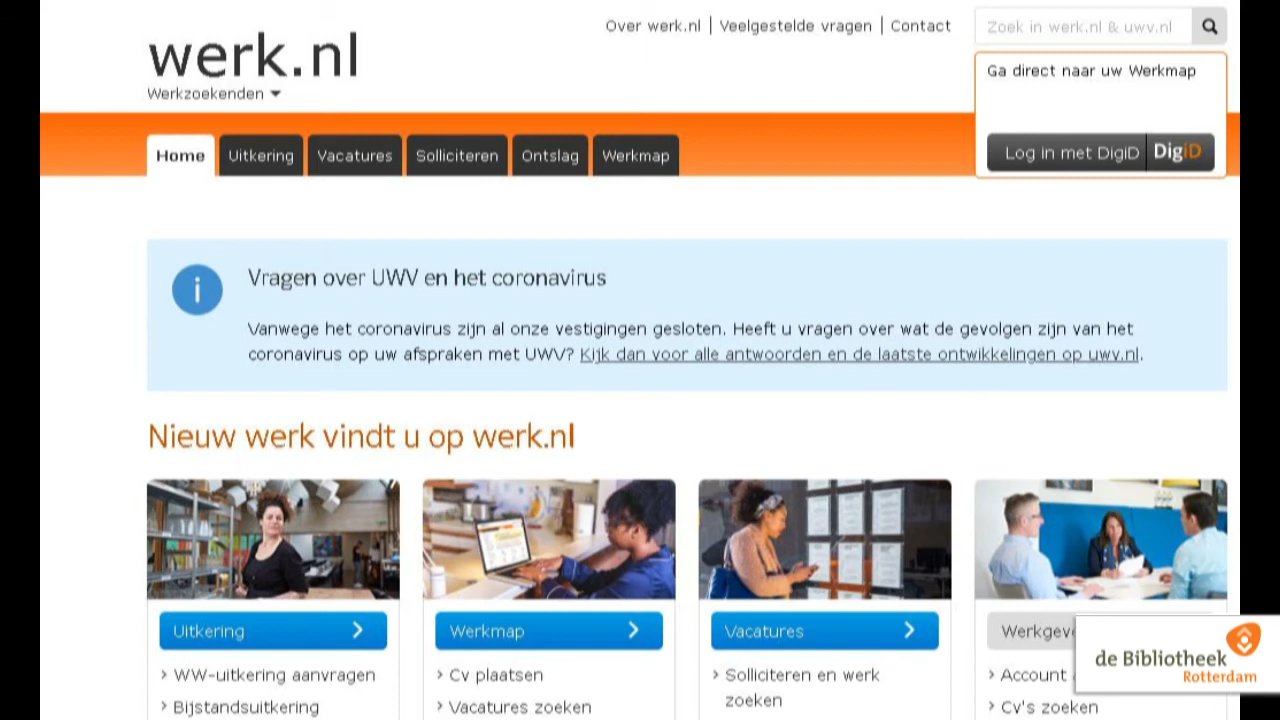 Over werk.nl | Veelgestelde vragen | Contact
Zoek in werk.nl & uwv.nl
werk.nl
Werkzoekenden
Ga direct naar uw Werkmap
Log in met DigiD DigiD
Home Uitkering Vacatures Solliciteren Ontslag Werkmap
i
Vragen over UWV en het coronavirus
Vanwege het coronavirus zijn al onze vestigingen gesloten. Heeft u vragen over wat de gevolgen zijn van het
coronavirus op uw afspraken met UWV? Kijk dan voor alle antwoorden en de laatste ontwikkelingen op uwv.nl.
Nieuw werk vindt u op werk.nl
Uitkering
WW-uitkering aanvragen
Bijstandsuitkering
Werkmap
Cv plaatsen
Vacatures zoeken
Vacatures
Solliciteren en werk
zoeken
Werkgev
Account
Cv's zoeken
de Bibliotheek
Rotterdam